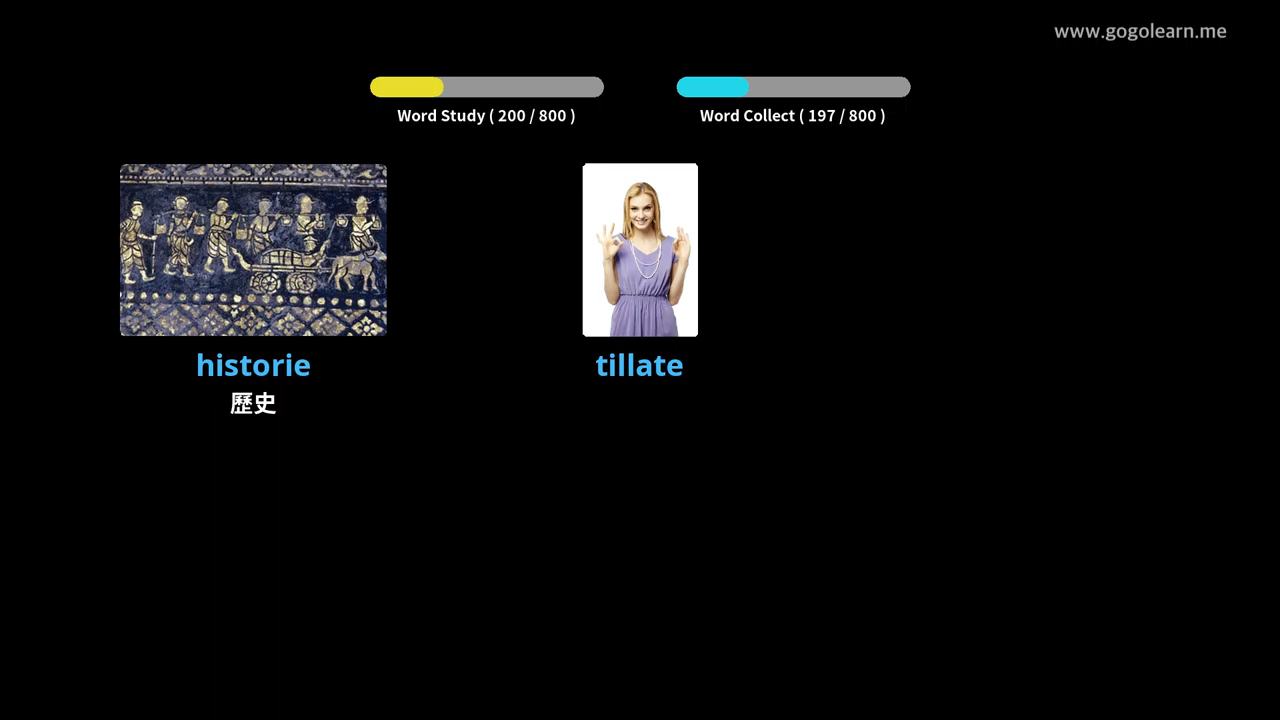 www.gogolearn.me
Word Study ( 200 / 800 )
Word Collect ( 197 / 800 )
historie
tillate
歷史